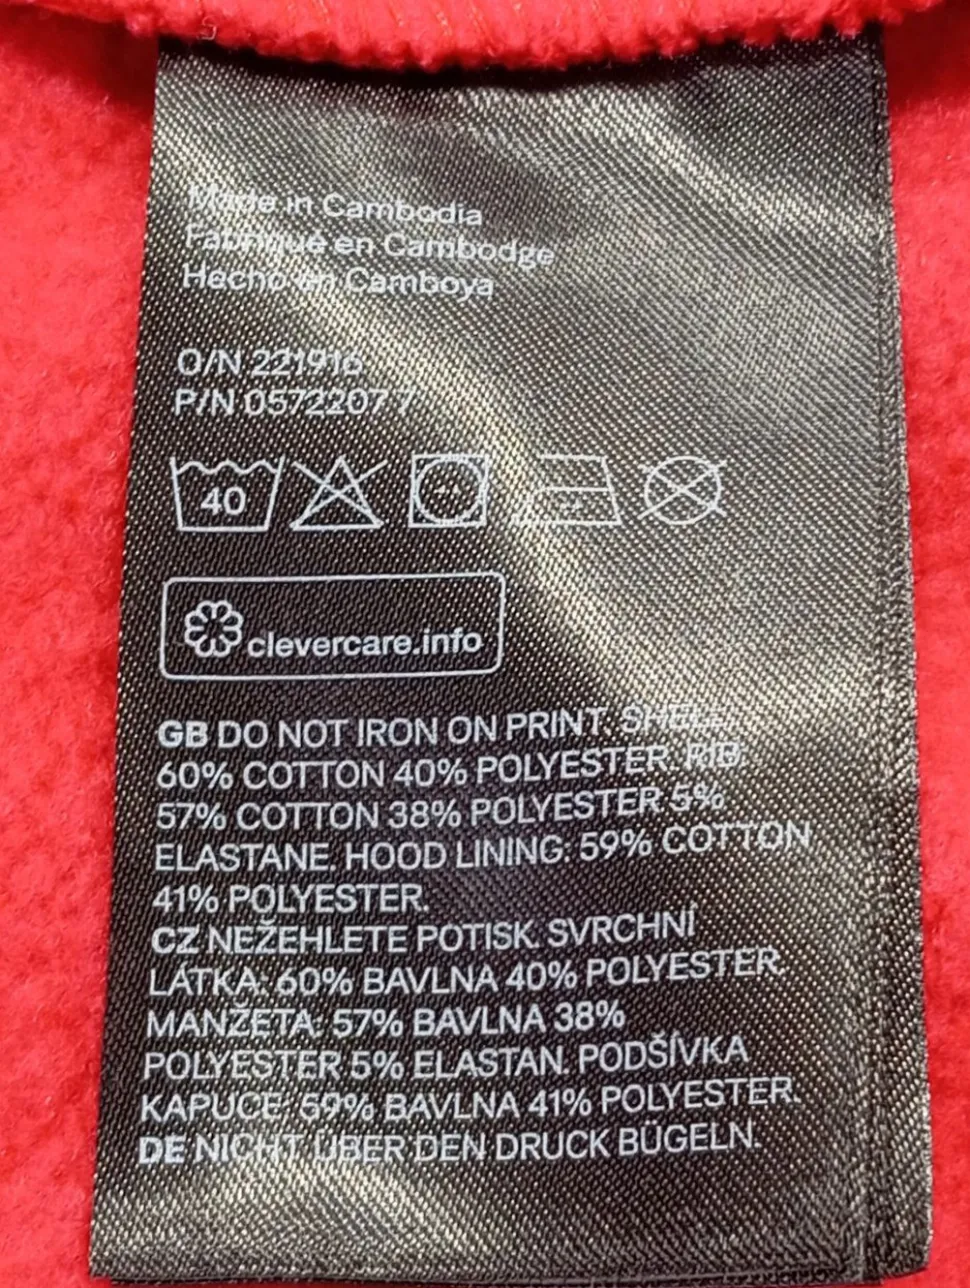 Made in Cambodia
Fabriqué en Cambodge
Hecho en Camboya
O/N 221916
P/N 05722077
40
clevercare.info
GB DO NOT IRON ON PRINT. SHELL:
60% COTTON 40% POLYESTER. RIB:
57% COTTON 38% POLYESTER 5%
ELASTANE. HOOD LINING: 59% COTTON
41% POLYESTER.
CZ NEŽEHLETE POTISK. SVRCHNÍ
LÁTKA: 60% BAVLNA 40% POLYESTER.
MANŽETA: 57% BAVLNA 38%
POLYESTER 5% ELASTAN. PODŠÍVKA
KAPUCE: 59% BAVLNA 41% POLYESTER.
DE NICHT ÜBER DEN DRUCK BÜGELN.